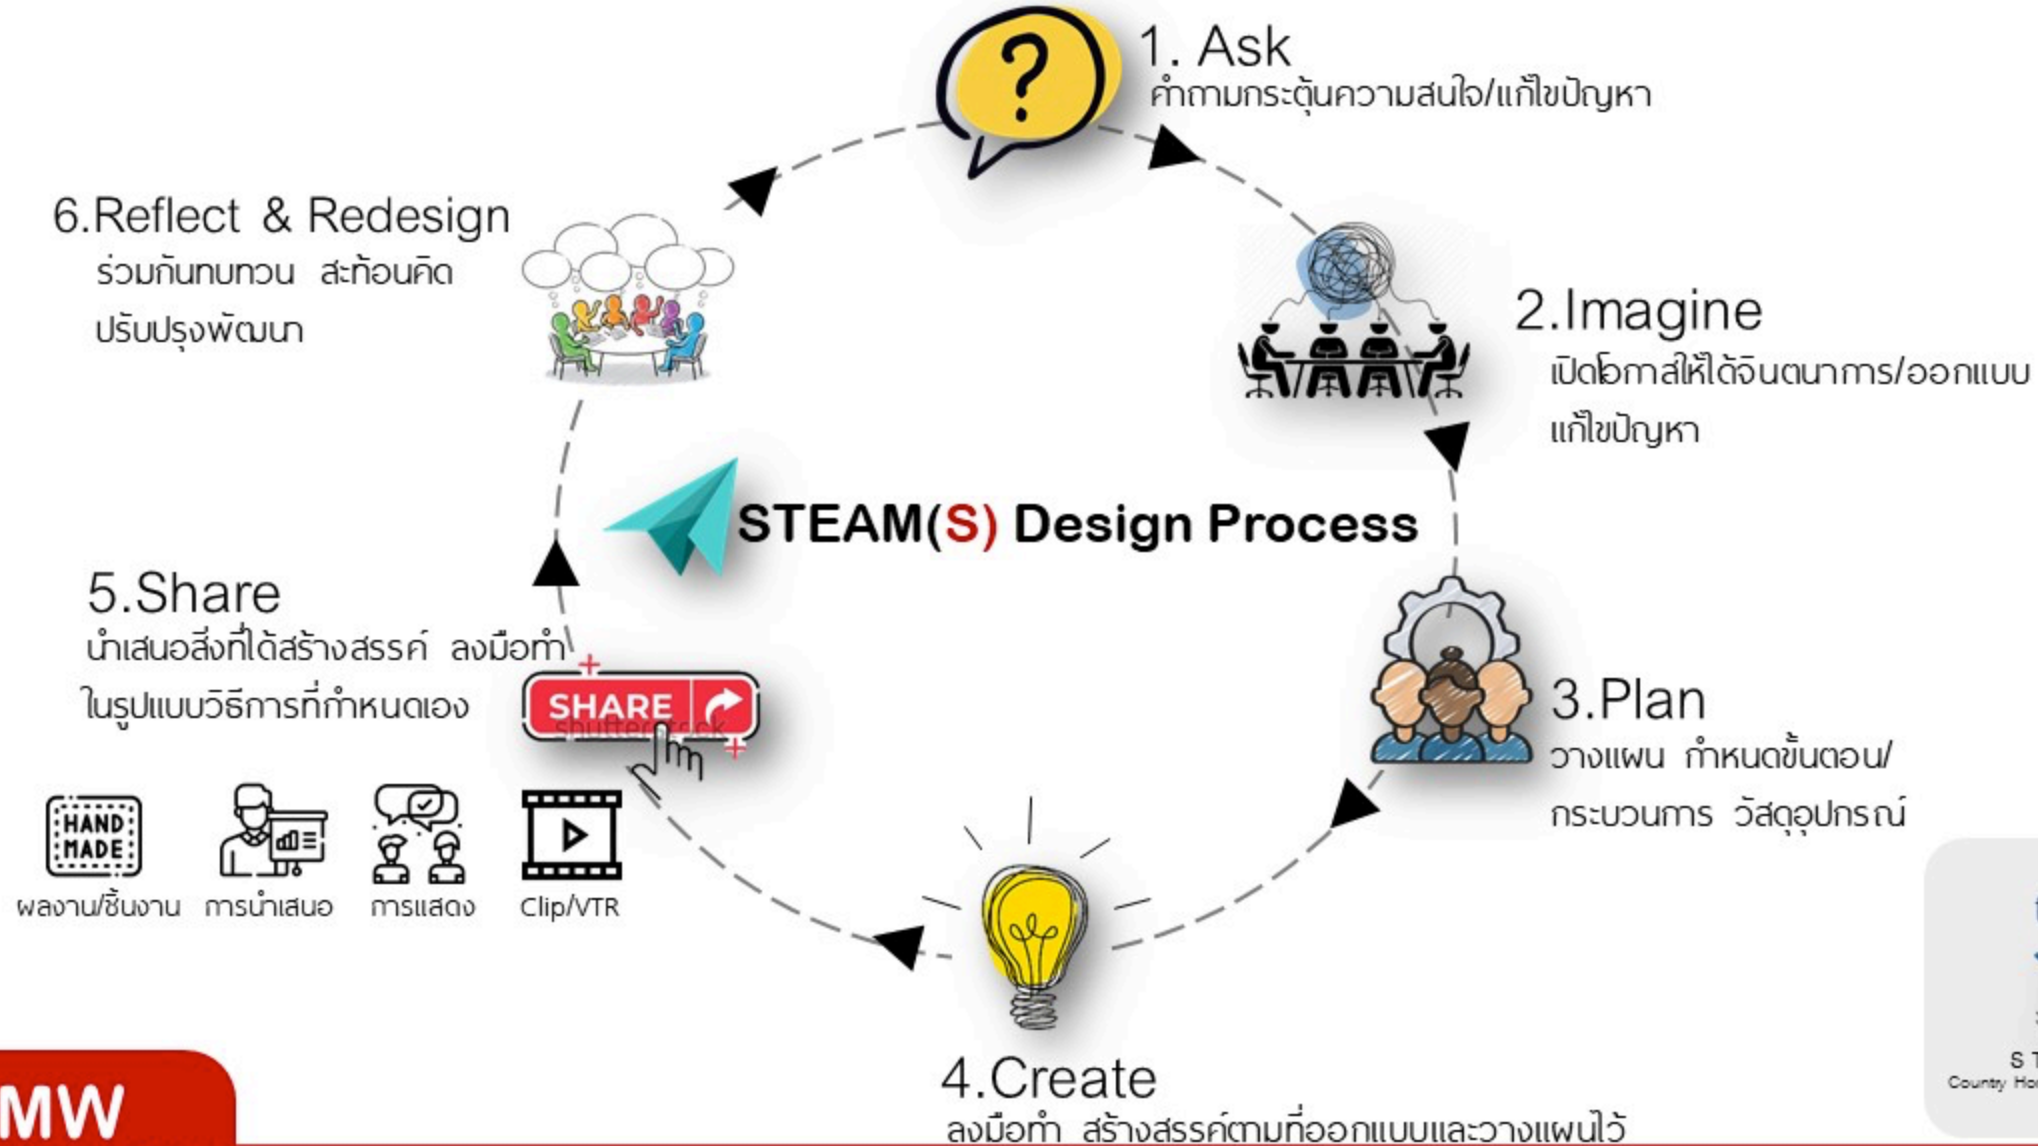 1. Ask
คำถามกระตุ้นความสนใจ/แก้ไขปัญหา
2.Imagine
เปิดโอกาสให้ได้จินตนาการ/ออกแบบ
แก้ไขปัญหา
3.Plan
วางแผน กำหนดขั้นตอน/
กระบวนการ วัสดุอุปกรณ์
4.Create
ลงมือทำ สร้างสรรค์ตามที่ออกแบบและวางแผนไว้
5.Share
นำเสนอสิ่งที่ได้สร้างสรรค์ ลงมือทำ
ในรูปแบบวิธีการที่กำหนดเอง
SHARE
shutterstock
HAND
MADE
ผลงาน/ชิ้นงาน การนำเสนอ การแสดง Clip/VTR
6.Reflect & Redesign
ร่วมกันทบทวน สะท้อนคิด
ปรับปรุงพัฒนา
STEAM(S) Design Process
MW
S T
Country